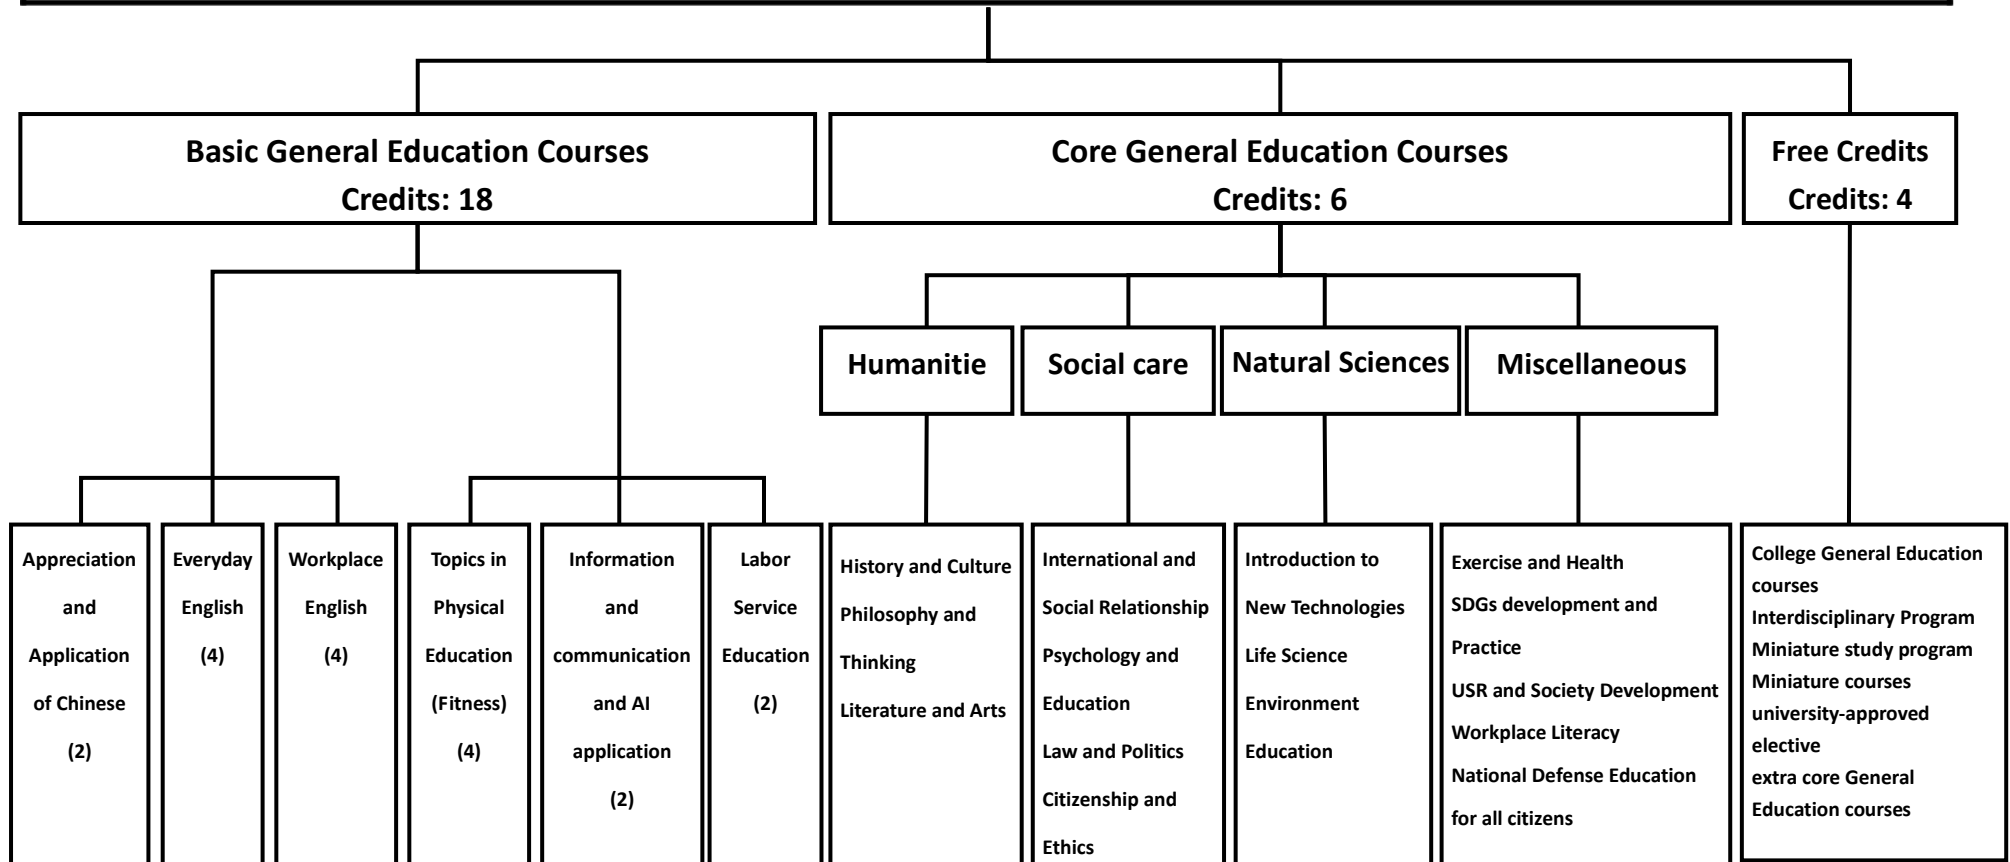 Basic General Education Courses
Credits: 18
Core General Education Courses
Credits: 6
Free Credits
Credits: 4
Humanitie
Social care
Natural Sciences
Miscellaneous
Appreciation
and
Application
of Chinese
(2)
Everyday
English
(4)
Workplace
English
(4)
Topics in
Physical
Education
(Fitness)
(4)
Information
and
communication
and AI
application
(2)
Labor
Service
Education
(2)
History and Culture
Philosophy and
Thinking
Literature and Arts
International and
Social Relationship
Psychology and
Education
Law and Politics
Citizenship and
Ethics
Introduction to
New Technologies
Life Science
Environment
Education
Exercise and Health
SDGs development and
Practice
USR and Society Development
Workplace Literacy
National Defense Education
for all citizens
College General Education
courses
Interdisciplinary Program
Miniature study program
Miniature courses
university-approved
elective
extra core General
Education courses